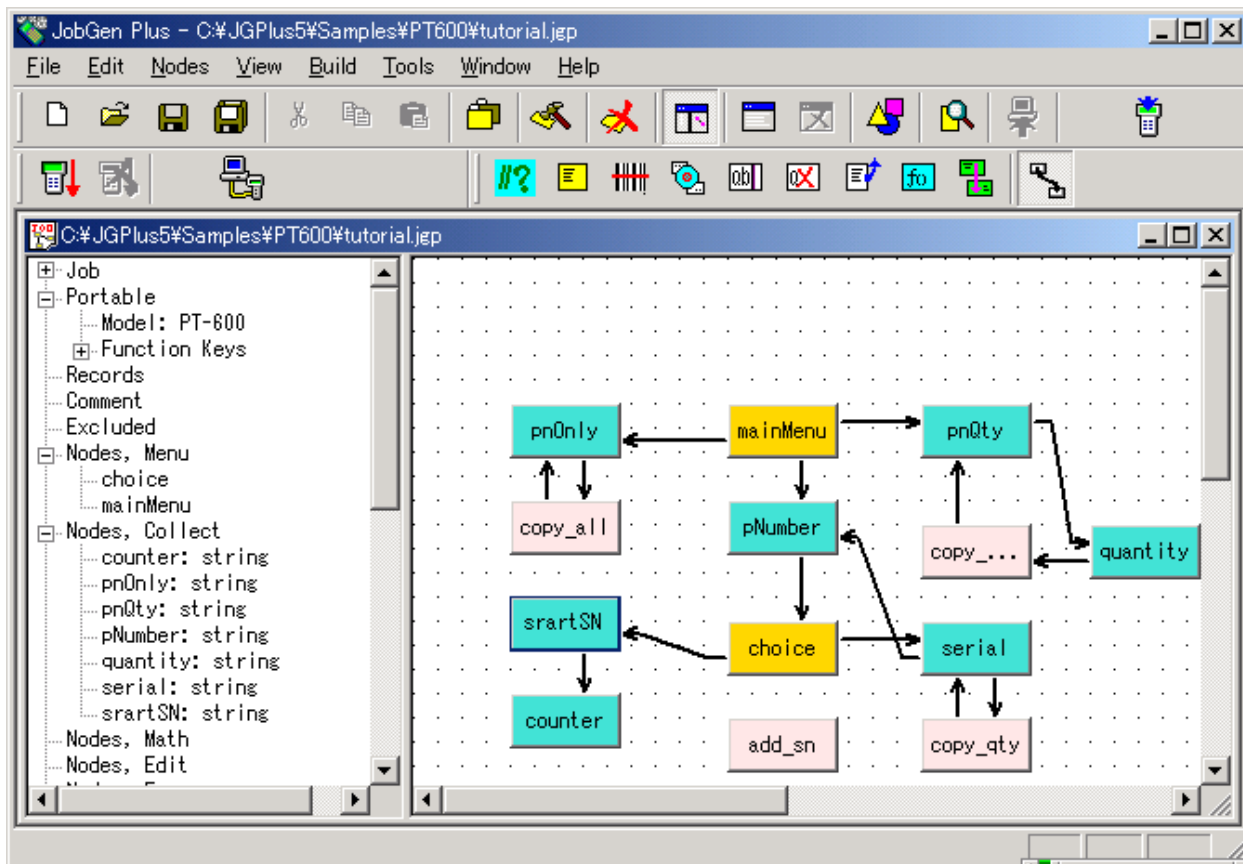 JobGen Plus - C:¥JGPlus5¥Samples¥PT600¥tutorial.jgp
File Edit Nodes View Build Tools Window Help
C:¥JGPlus5¥Samples¥PT600¥tutorial.jgp
Job
Portable
Model: PT-600
Function Keys
Records
Comment
Excluded
Nodes, Menu
choice
mainMenu
Nodes, Collect
counter: string
pnOnly: string
pnQty: string
pNumber: string
quantity: string
serial: string
srartSN: string
Nodes, Math
Nodes, Edit
pnOnly mainMenu pnQty
copy_all pNumber copy_... quantity
srartSN choice serial
counter add_sn copy_qty